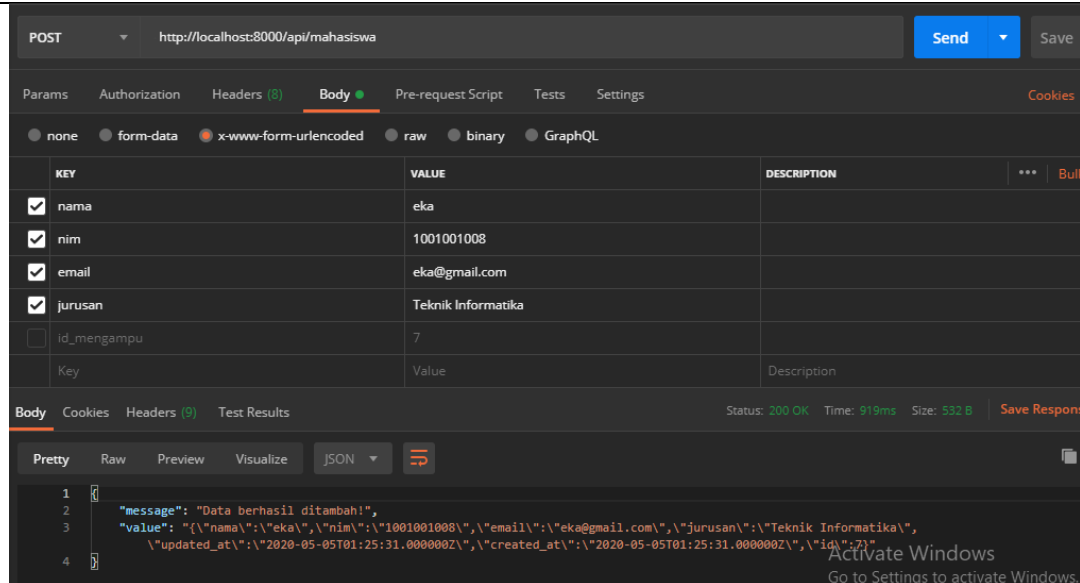 POST http://localhost:8000/api/mahasiswa Send Save
Params Authorization Headers (8) Body Pre-request Script Tests Settings Cookies
none form-data x-www-form-urlencoded raw binary GraphQL
KEY VALUE DESCRIPTION ••• Bull
nama eka
nim 1001001008
email eka@gmail.com
jurusan Teknik Informatika
id_mengampu 7
Key Value Description
Body Cookies Headers (9) Test Results Status: 200 OK Time: 919ms Size: 532 B Save Respons
Pretty Raw Preview Visualize JSON
1 {
2 "message": "Data berhasil ditambah!",
3 "value": "{\"nama\":\"eka\",\"nim\":\"1001001008\",\"email\":\"eka@gmail.com\",\"jurusan\":\"Teknik Informatika\",
\"updated_at\":\"2020-05-05T01:25:31.000000Z\",\"created_at\":\"2020-05-05T01:25:31.000000Z\",\"id\":7}"
4 }
Activate Windows
Go to Settings to activate Windows.